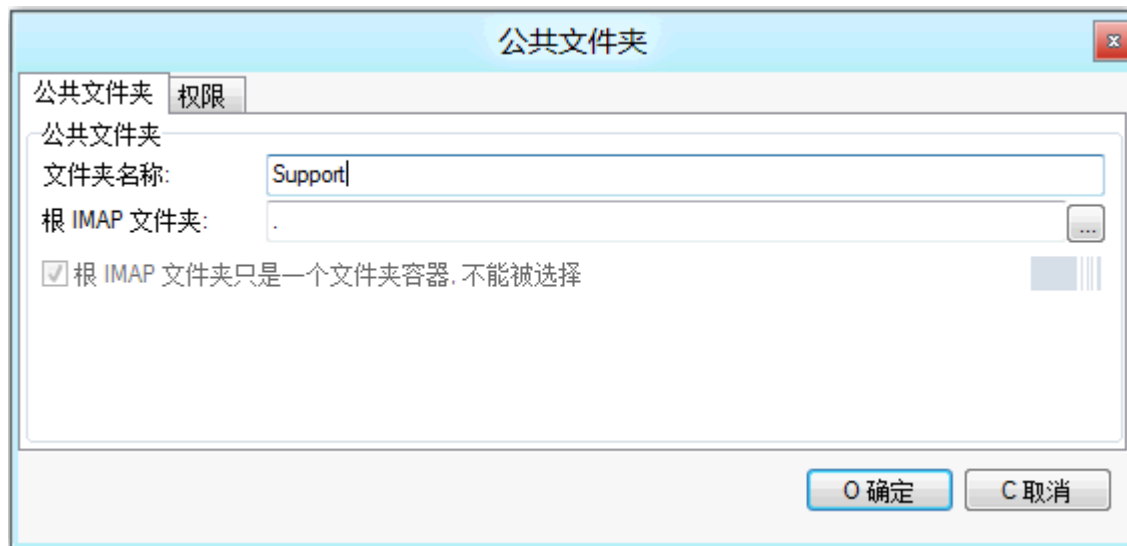 公共文件夹
x
公共文件夹 权限
公共文件夹
文件夹名称: Support
根 IMAP 文件夹: . ...
根 IMAP 文件夹只是一个文件夹容器, 不能被选择
O 确定 C 取消